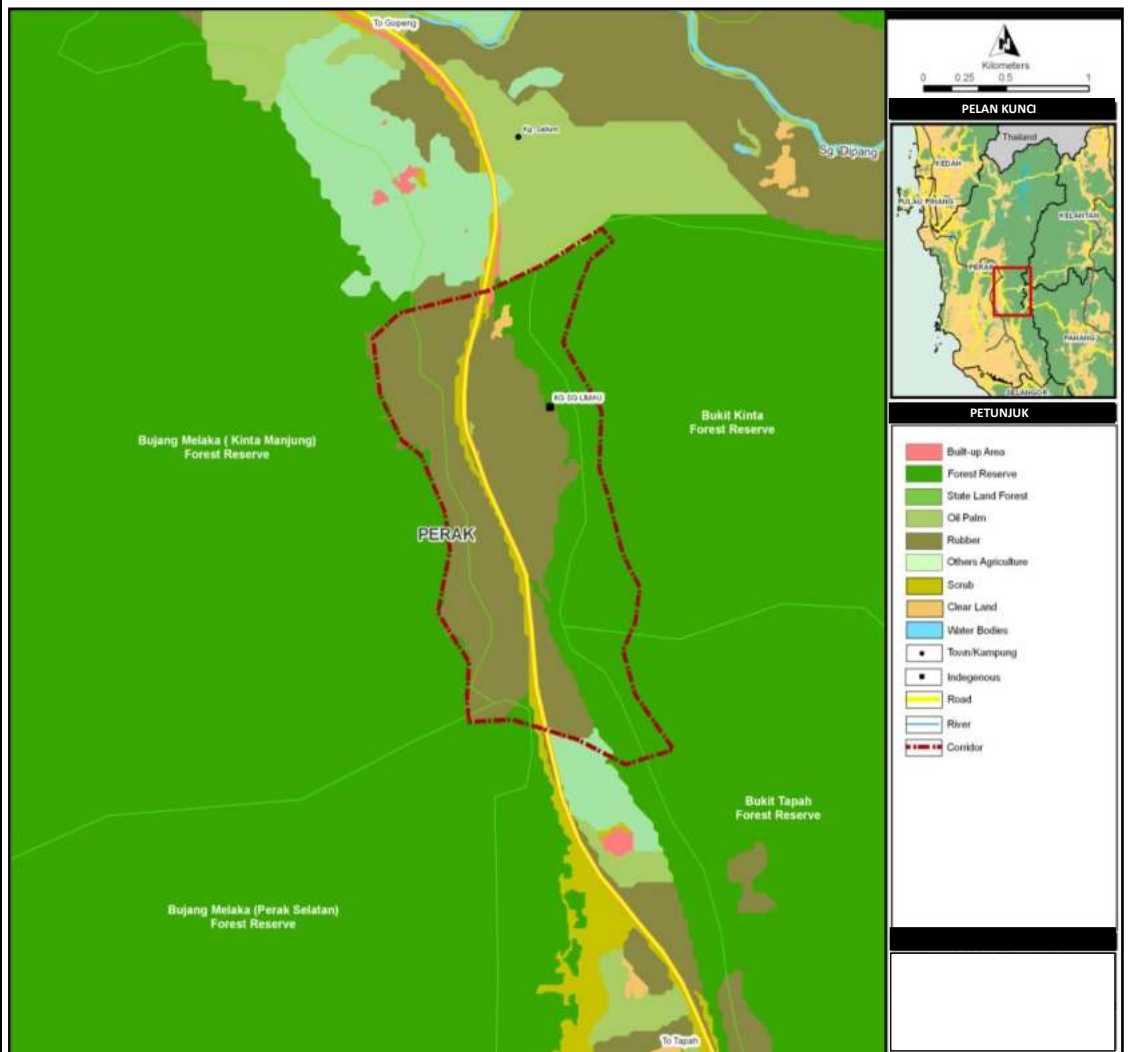 To Gopeng
Kg. Sallum
Sg. Dipang
KG SG LIMAU
Bukit Kinta
Forest Reserve
Bujang Melaka ( Kinta Manjung)
Forest Reserve
PERAK
Bukit Tapah
Forest Reserve
Bujang Melaka (Perak Selatan)
Forest Reserve
To Tapah
N
Kilometers
0 0.25 0.5 1
PELAN KUNCI
Thailand
KEDAH
PULAU PINANG
KELANTAN
PERAK
PAHANG
SELANGOR
PETUNJUK
Built-up Area
Forest Reserve
State Land Forest
Oil Palm
Rubber
Others Agriculture
Scrub
Clear Land
Water Bodies
Town/Kampung
Indegenous
Road
River
Corridor